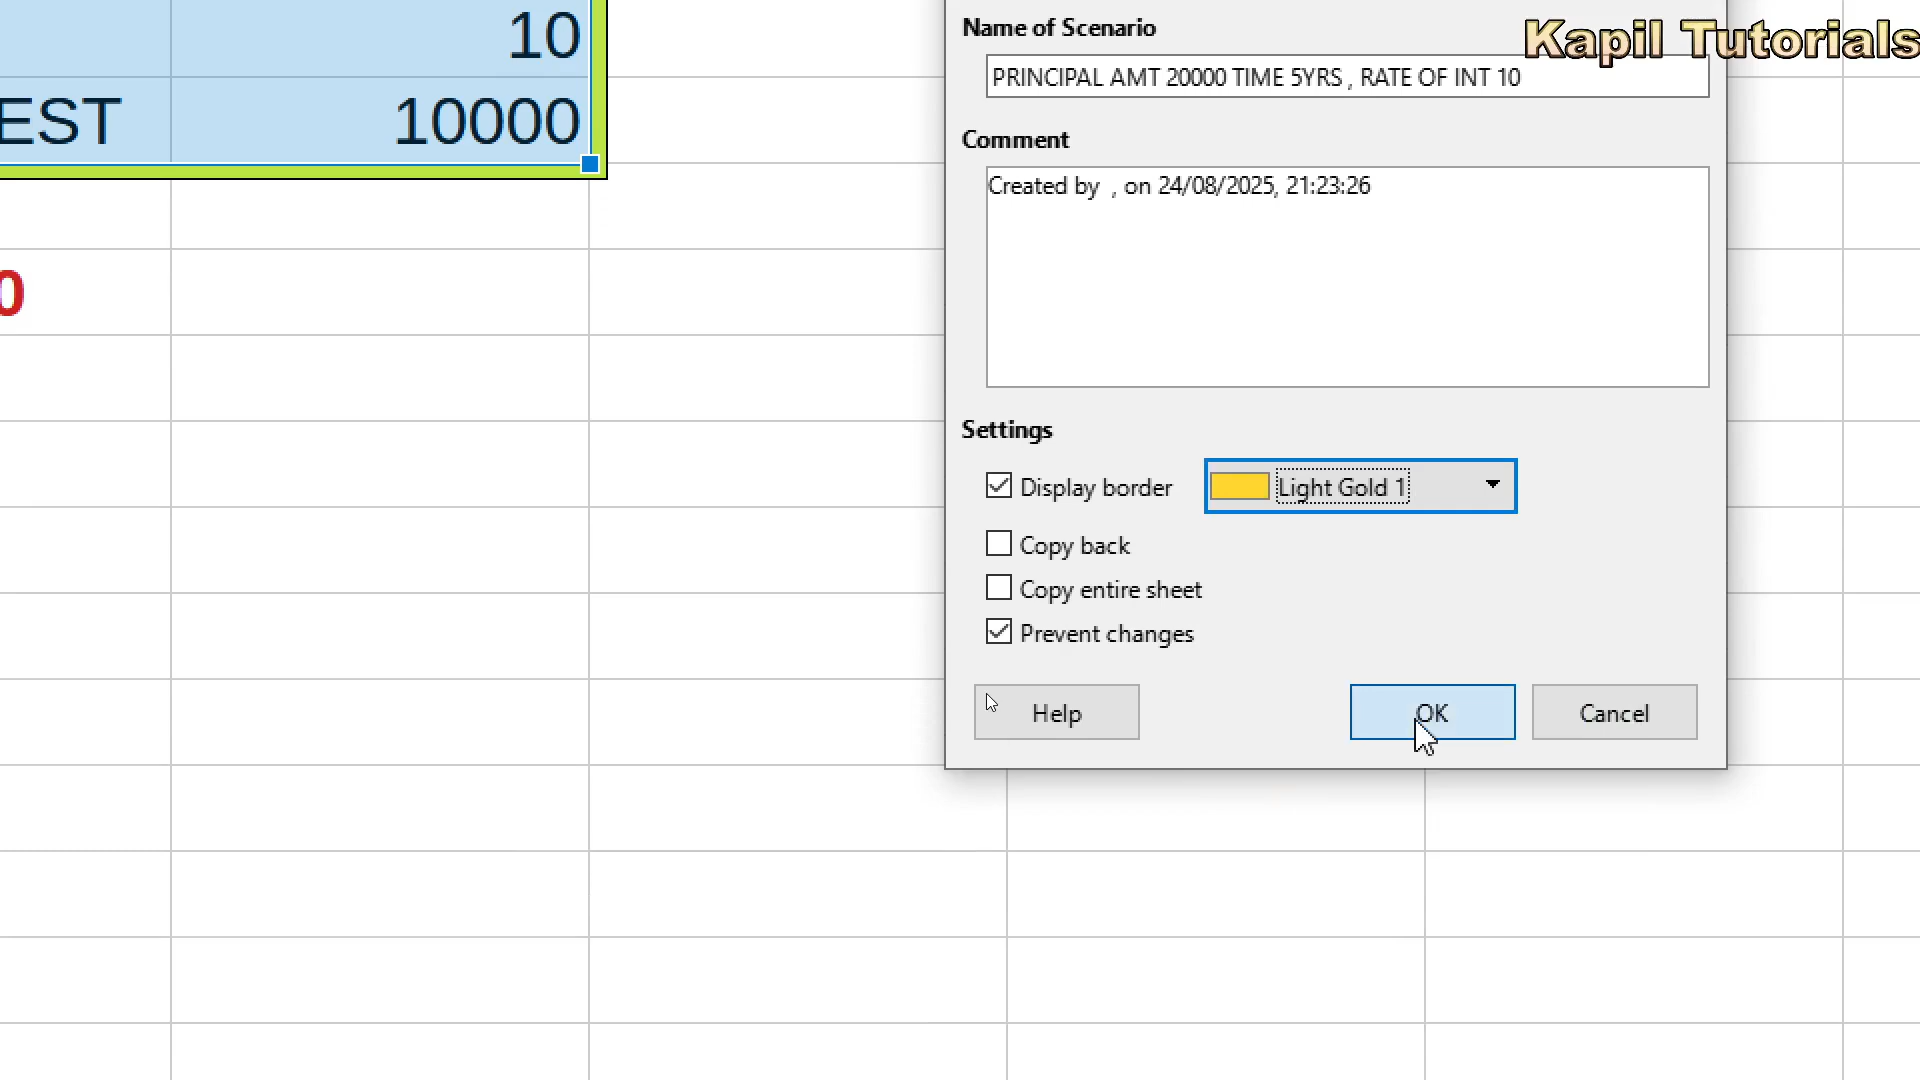 10
EST
10000
0
Kapil Tutorials
Name of Scenario
PRINCIPAL AMT 20000 TIME 5YRS , RATE OF INT 10
Comment
Created by  , on 24/08/2025, 21:23:26
Settings
Display border
Light Gold 1
Copy back
Copy entire sheet
Prevent changes
Help
OK
Cancel